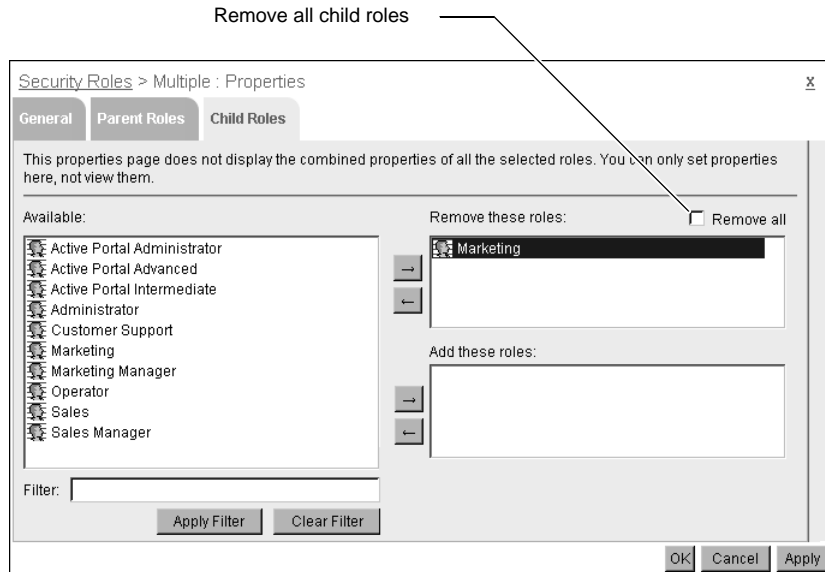 Remove all child roles
Security Roles > Multiple : Properties
x
General
Parent Roles
Child Roles
This properties page does not display the combined properties of all the selected roles. You can only set properties
here, not view them.
Available:
Remove these roles:
Remove all
Active Portal Administrator
Active Portal Advanced
Active Portal Intermediate
Administrator
Customer Support
Marketing
Marketing Manager
Operator
Sales
Sales Manager
Marketing
→
←
Add these roles:
→
←
Filter:
Apply Filter
Clear Filter
OK
Cancel
Apply